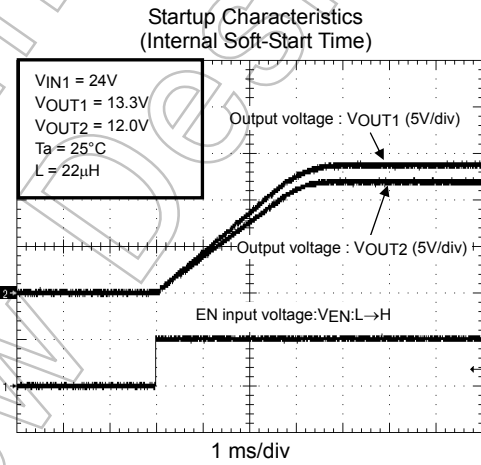 Startup Characteristics
(Internal Soft-Start Time)
VIN1 = 24V
VOUT1 = 13.3V
VOUT2 = 12.0V
Ta = 25°C
L = 22μH
Output voltage : VOUT1 (5V/div)
Output voltage : VOUT2 (5V/div)
2
EN input voltage:VEN:L→H
1
1 ms/div